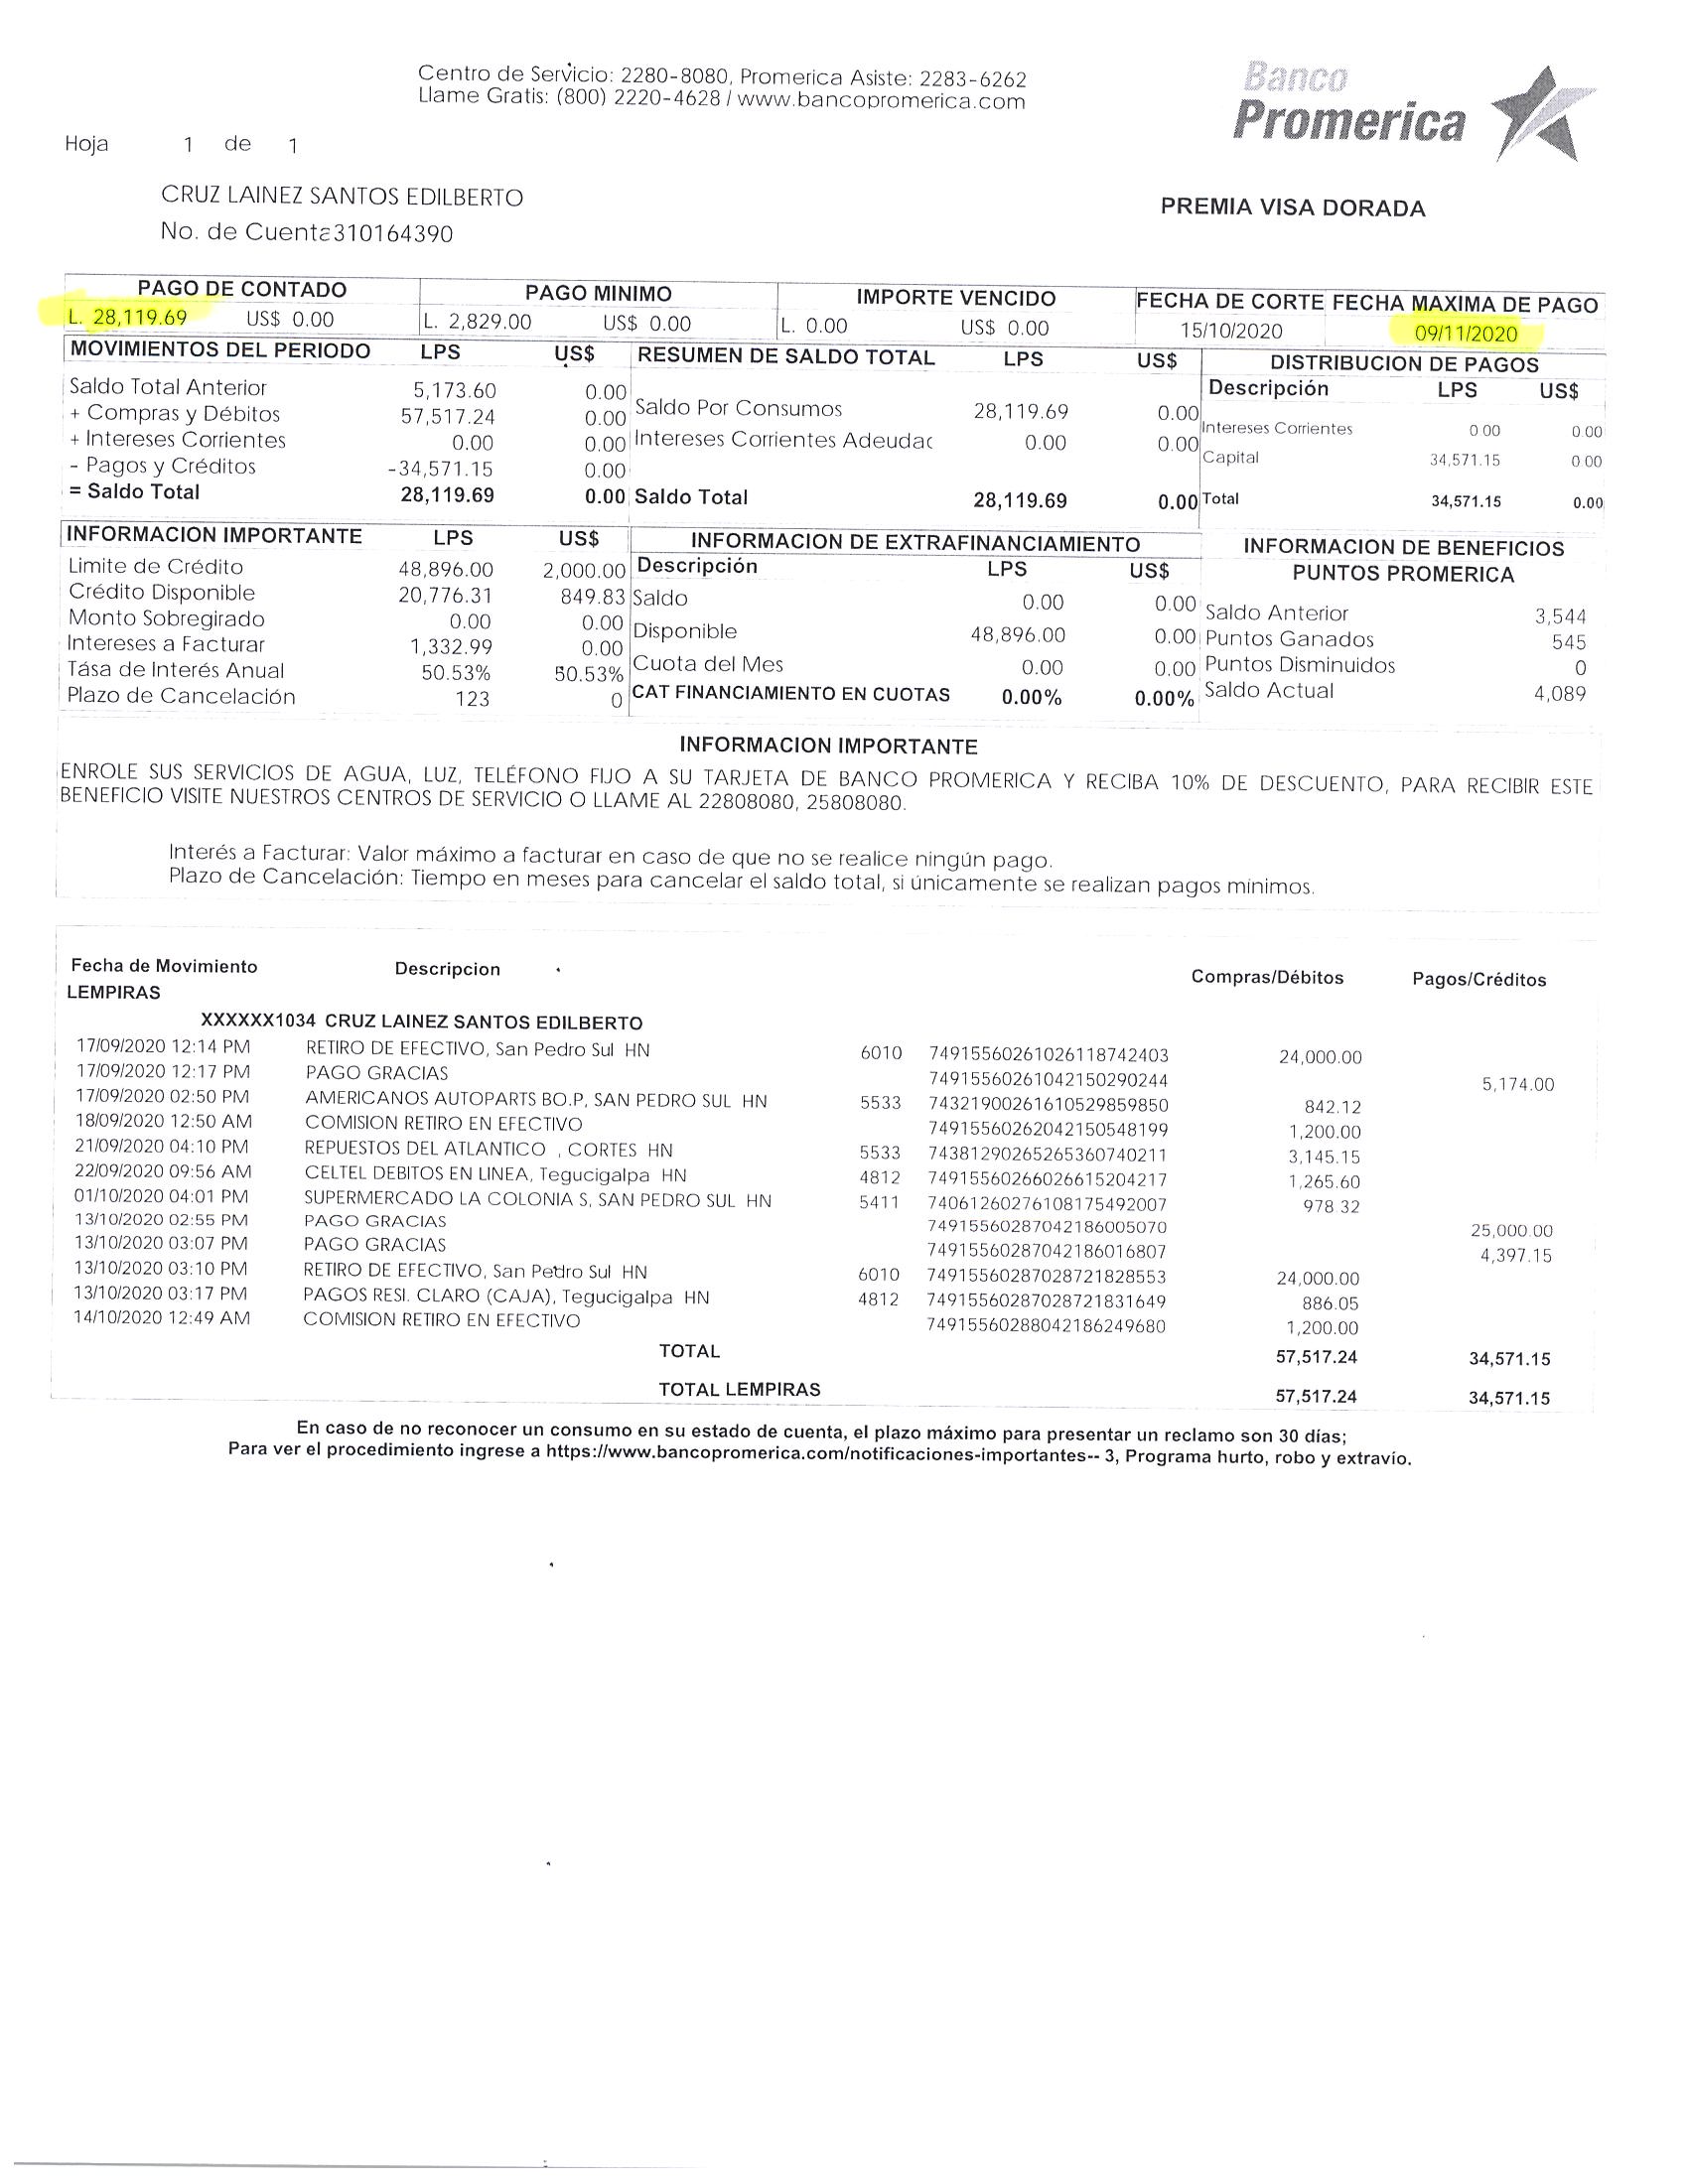 Centro de Servicio: 2280-8080, Promerica Asiste: 2283-6262
Llame Gratis: (800) 2220-4628 / www.bancopromerica.com
Banco
Promerica
Hoja 1 de 1
CRUZ LAINEZ SANTOS EDILBERTO
PREMIA VISA DORADA
No. de Cuenta310164390
PAGO DE CONTADO PAGO MINIMO IMPORTE VENCIDO FECHA DE CORTE FECHA MAXIMA DE PAGO
L. 28,119.69 US$ 0.00 L. 2,829.00 US$ 0.00 L. 0.00 US$ 0.00 15/10/2020 09/11/2020
MOVIMIENTOS DEL PERIODO LPS US$ RESUMEN DE SALDO TOTAL LPS US$ DISTRIBUCION DE PAGOS
Descripción LPS US$
Saldo Total Anterior 5,173.60 0.00
+ Compras y Débitos 57,517.24 0.00 Saldo Por Consumos 28,119.69 0.00
Intereses Corrientes 0 00 0.00
+ Intereses Corrientes 0.00 0.00 Intereses Corrientes Adeudac 0.00 0.00
Capital 34,571.15 0 00
- Pagos y Créditos -34,571.15 0.00
= Saldo Total 28,119.69 0.00 Saldo Total 28,119.69 0.00 Total 34,571.15 0.00
INFORMACION IMPORTANTE LPS US$ INFORMACION DE EXTRAFINANCIAMIENTO INFORMACION DE BENEFICIOS
Limite de Crédito 48,896.00 2,000.00 Descripción LPS US$ PUNTOS PROMERICA
Crédito Disponible 20,776.31 849.83 Saldo 0.00 0.00 Saldo Anterior 3,544
Monto Sobregirado 0.00 0.00 Disponible 48,896.00 0.00 Puntos Ganados 545
Intereses a Facturar 1,332.99 0.00
Tasa de Interés Anual 50.53% 50.53% Cuota del Mes 0.00 0.00 Puntos Disminuidos 0
Plazo de Cancelación 123 0 CAT FINANCIAMIENTO EN CUOTAS 0.00% 0.00% Saldo Actual 4,089
INFORMACION IMPORTANTE
ENROLE SUS SERVICIOS DE AGUA, LUZ, TELÉFONO FIJO A SU TARJETA DE BANCO PROMERICA Y RECIBA 10% DE DESCUENTO, PARA RECIBIR ESTE
BENEFICIO VISITE NUESTROS CENTROS DE SERVICIO O LLAME AL 22808080, 25808080.
Interés a Facturar: Valor máximo a facturar en caso de que no se realice ningún pago.
Plazo de Cancelación: Tiempo en meses para cancelar el saldo total, si únicamente se realizan pagos mínimos.
Fecha de Movimiento Descripcion Compras/Débitos Pagos/Créditos
LEMPIRAS
XXXXXX1034 CRUZ LAINEZ SANTOS EDILBERTO
17/09/2020 12:14 PM RETIRO DE EFECTIVO, San Pedro Sul HN 6010 74915560261026118742403 24,000.00
17/09/2020 12:17 PM PAGO GRACIAS 74915560261042150290244 5,174.00
17/09/2020 02:50 PM AMERICANOS AUTOPARTS BO.P, SAN PEDRO SUL HN 5533 74321900261610529859850 842.12
18/09/2020 12:50 AM COMISION RETIRO EN EFECTIVO 74915560262042150548199 1,200.00
21/09/2020 04:10 PM REPUESTOS DEL ATLANTICO , CORTES HN 5533 74381290265265360740211 3,145.15
22/09/2020 09:56 AM CELTEL DEBITOS EN LINEA, Tegucigalpa HN 4812 74915560266026615204217 1,265.60
01/10/2020 04:01 PM SUPERMERCADO LA COLONIA S, SAN PEDRO SUL HN 5411 74061260276108175492007 978 32
13/10/2020 02:55 PM PAGO GRACIAS 74915560287042186005070 25,000.00
13/10/2020 03:07 PM PAGO GRACIAS 74915560287042186016807 4,397.15
13/10/2020 03:10 PM RETIRO DE EFECTIVO, San Pedro Sul HN 6010 74915560287028721828553 24,000.00
13/10/2020 03:17 PM PAGOS RESI. CLARO (CAJA), Tegucigalpa HN 4812 74915560287028721831649 886.05
14/10/2020 12:49 AM COMISION RETIRO EN EFECTIVO 74915560288042186249680 1,200.00
TOTAL 57,517.24 34,571.15
TOTAL LEMPIRAS 57,517.24 34,571.15
En caso de no reconocer un consumo en su estado de cuenta, el plazo máximo para presentar un reclamo son 30 días;
Para ver el procedimiento ingrese a https://www.bancopromerica.com/notificaciones-importantes-- 3, Programa hurto, robo y extravío.